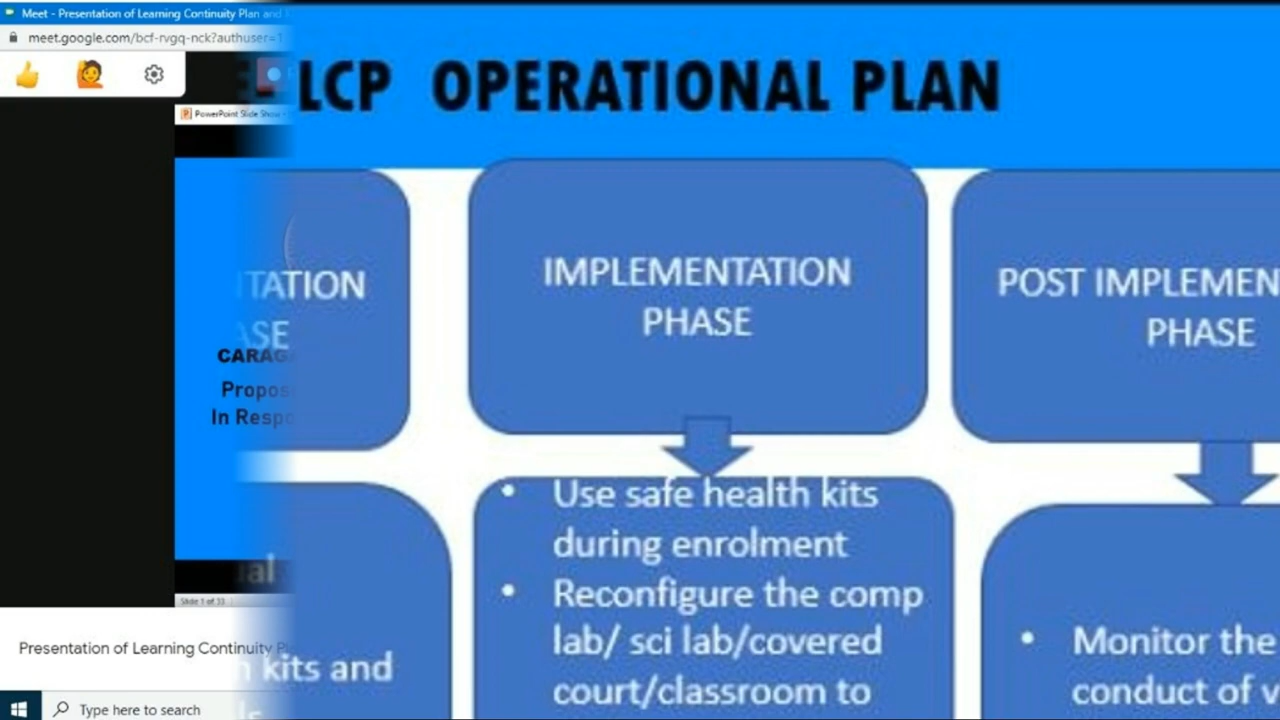 Meet - Presentation of Learning Continuity Plan and
meet.google.com/bcf-rvgq-nck?authuser=1
PowerPoint Slide Show
LCP OPERATIONAL PLAN
TATION
ASE
IMPLEMENTATION
PHASE
POST IMPLEMEN
PHASE
CARAG
Propos
In Respo
Use safe health kits
during enrolment
Reconfigure the comp
lab/ sci lab/covered
court/classroom to
Monitor the
conduct of v
kits and
Slide 1 of 33
Presentation of Learning Continuity
Type here to search